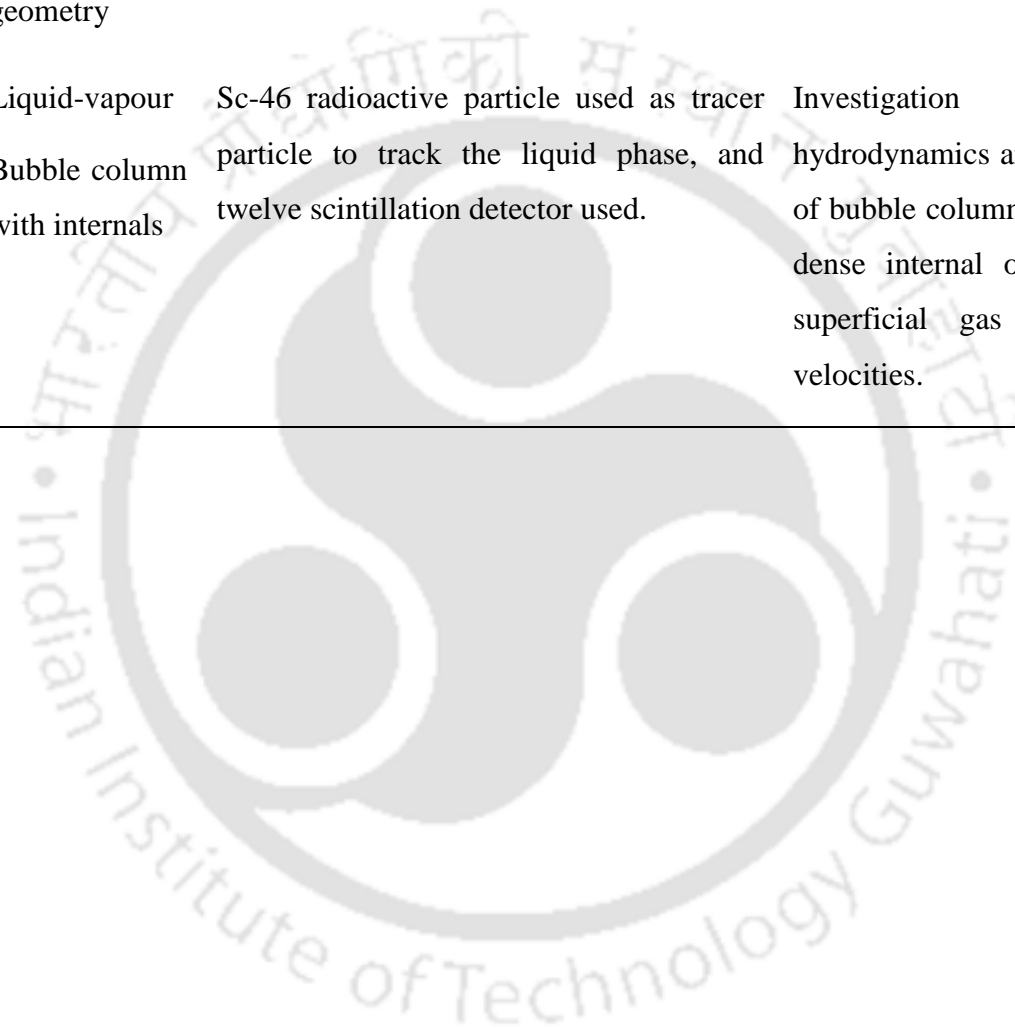 geometry
Liquid-vapour
Bubble column
with internals
Sc-46 radioactive particle used as tracer
particle to track the liquid phase, and
twelve scintillation detector used.
Investigation
hydrodynamics
of bubble column
dense internal
superficial gas
velocities.
भारतीय प्रौद्योगिकी संस्थान गुवाहाटी
Indian Institute of Technology Guwahati